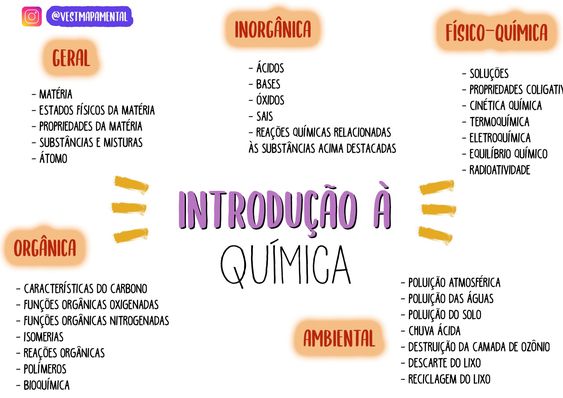 @VESTMAPAMENTAL
GERAL
- MATÉRIA
- ESTADOS FÍSICOS DA MATÉRIA
- PROPRIEDADES DA MATÉRIA
- SUBSTÂNCIAS E MISTURAS
- ÁTOMO
INORGÂNICA
- ÁCIDOS
- BASES
- ÓXIDOS
- SAIS
- REAÇÕES QUÍMICAS RELACIONADAS
ÀS SUBSTÂNCIAS ACIMA DESTACADAS
FÍSICO-QUÍMICA
- SOLUÇÕES
- PROPRIEDADES COLIGATIV
- CINÉTICA QUÍMICA
- TERMOQUÍMICA
- ELETROQUÍMICA
- EQUILÍBRIO QUÍMICO
- RADIOATIVIDADE
INTRODUÇÃO À
QUÍMICA
ORGÂNICA
- CARACTERÍSTICAS DO CARBONO
- FUNÇÕES ORGÂNICAS OXIGENADAS
- FUNÇÕES ORGÂNICAS NITROGENADAS
- ISOMERIAS
- REAÇÕES ORGÂNICAS
- POLÍMEROS
- BIOQUÍMICA
AMBIENTAL
- POLUIÇÃO ATMOSFÉRICA
- POLUIÇÃO DAS ÁGUAS
- POLUIÇÃO DO SOLO
- CHUVA ÁCIDA
- DESTRUIÇÃO DA CAMADA DE OZÔNIO
- DESCARTE DO LIXO
- RECICLAGEM DO LIXO